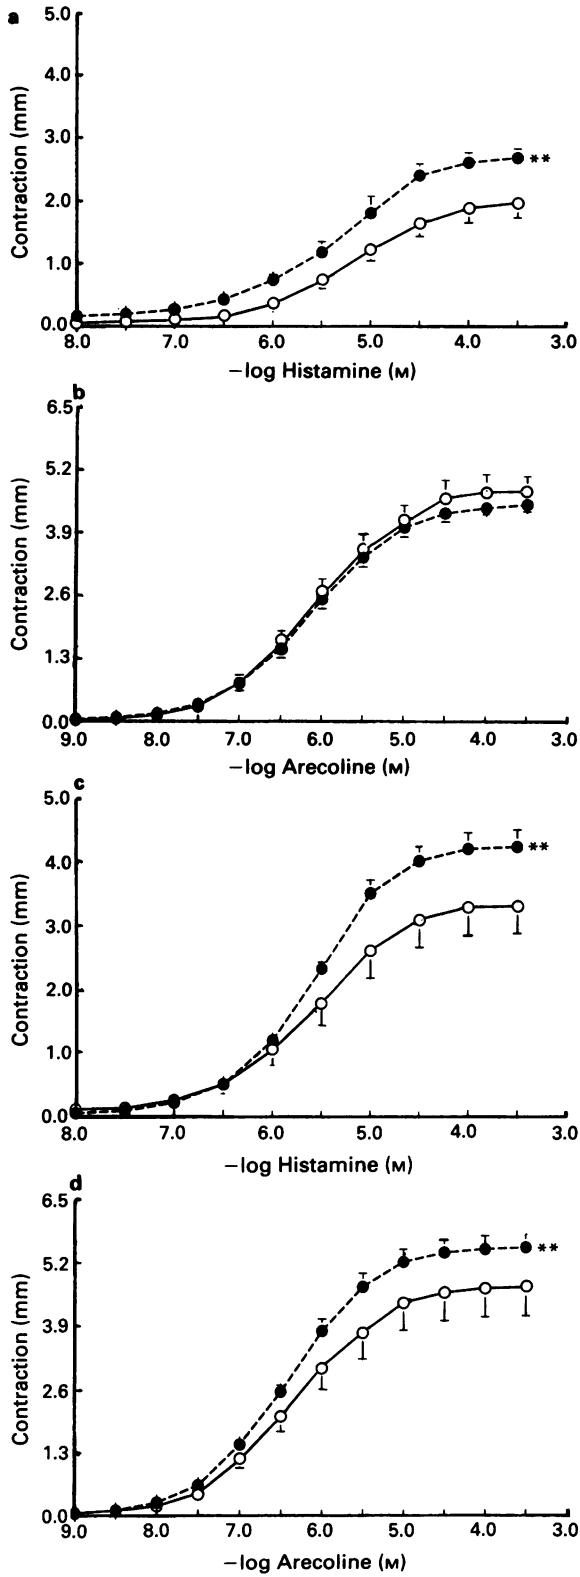 a
5.0
4.0
3.0
2.0
1.0
0.0
Contraction (mm)
**
8.0 7.0 6.0 5.0 4.0 3.0
−log Histamine (M)
b
6.5
5.2
3.9
2.6
1.3
0.0
Contraction (mm)
9.0 8.0 7.0 6.0 5.0 4.0 3.0
−log Arecoline (M)
c
5.0
4.0
3.0
2.0
1.0
0.0
Contraction (mm)
**
8.0 7.0 6.0 5.0 4.0 3.0
−log Histamine (M)
d
6.5
5.2
3.9
2.6
1.3
0.0
Contraction (mm)
**
9.0 8.0 7.0 6.0 5.0 4.0 3.0
−log Arecoline (M)